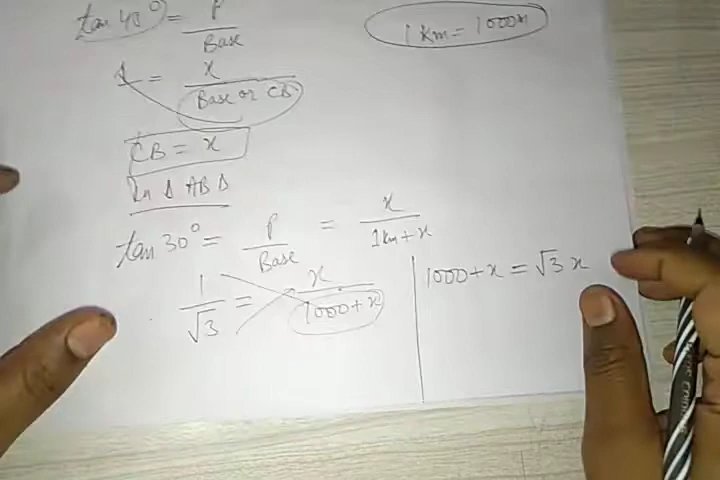 tan 40° = P / Base
1 Km = 1000m
1 = x / Base or CB
CB = x
In Δ ABD
tan 30° = P / Base = x / 1Km + x
1 / √3 = x / 1000 + x
1000 + x = √3 x